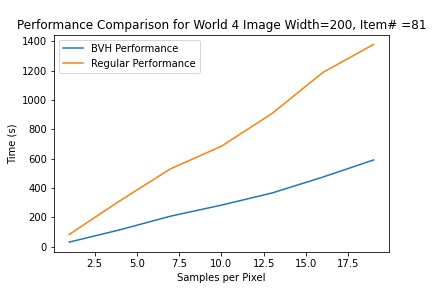 Performance Comparison for World 4 Image Width=200, Item# =81
BVH Performance
Regular Performance
Time (s)
1400
1200
1000
800
600
400
200
0
2.5 5.0 7.5 10.0 12.5 15.0 17.5
Samples per Pixel